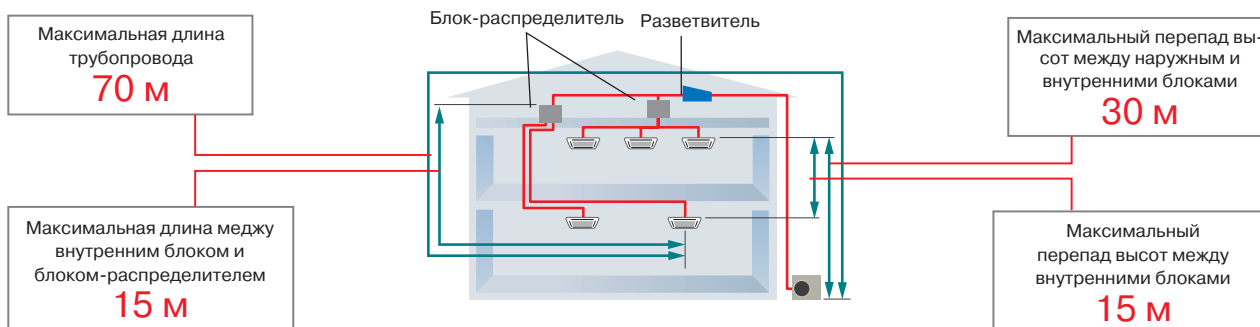 Блок-распределитель
Разветвитель
Максимальная длина
трубопровода
70 м
Максимальная длина меджу
внутренним блоком и
блоком-распределителем
15 м
Максимальный перепад вы-
сот между наружным и
внутренними блоками
30 м
Максимальный
перепад высот между
внутренними блоками
15 м